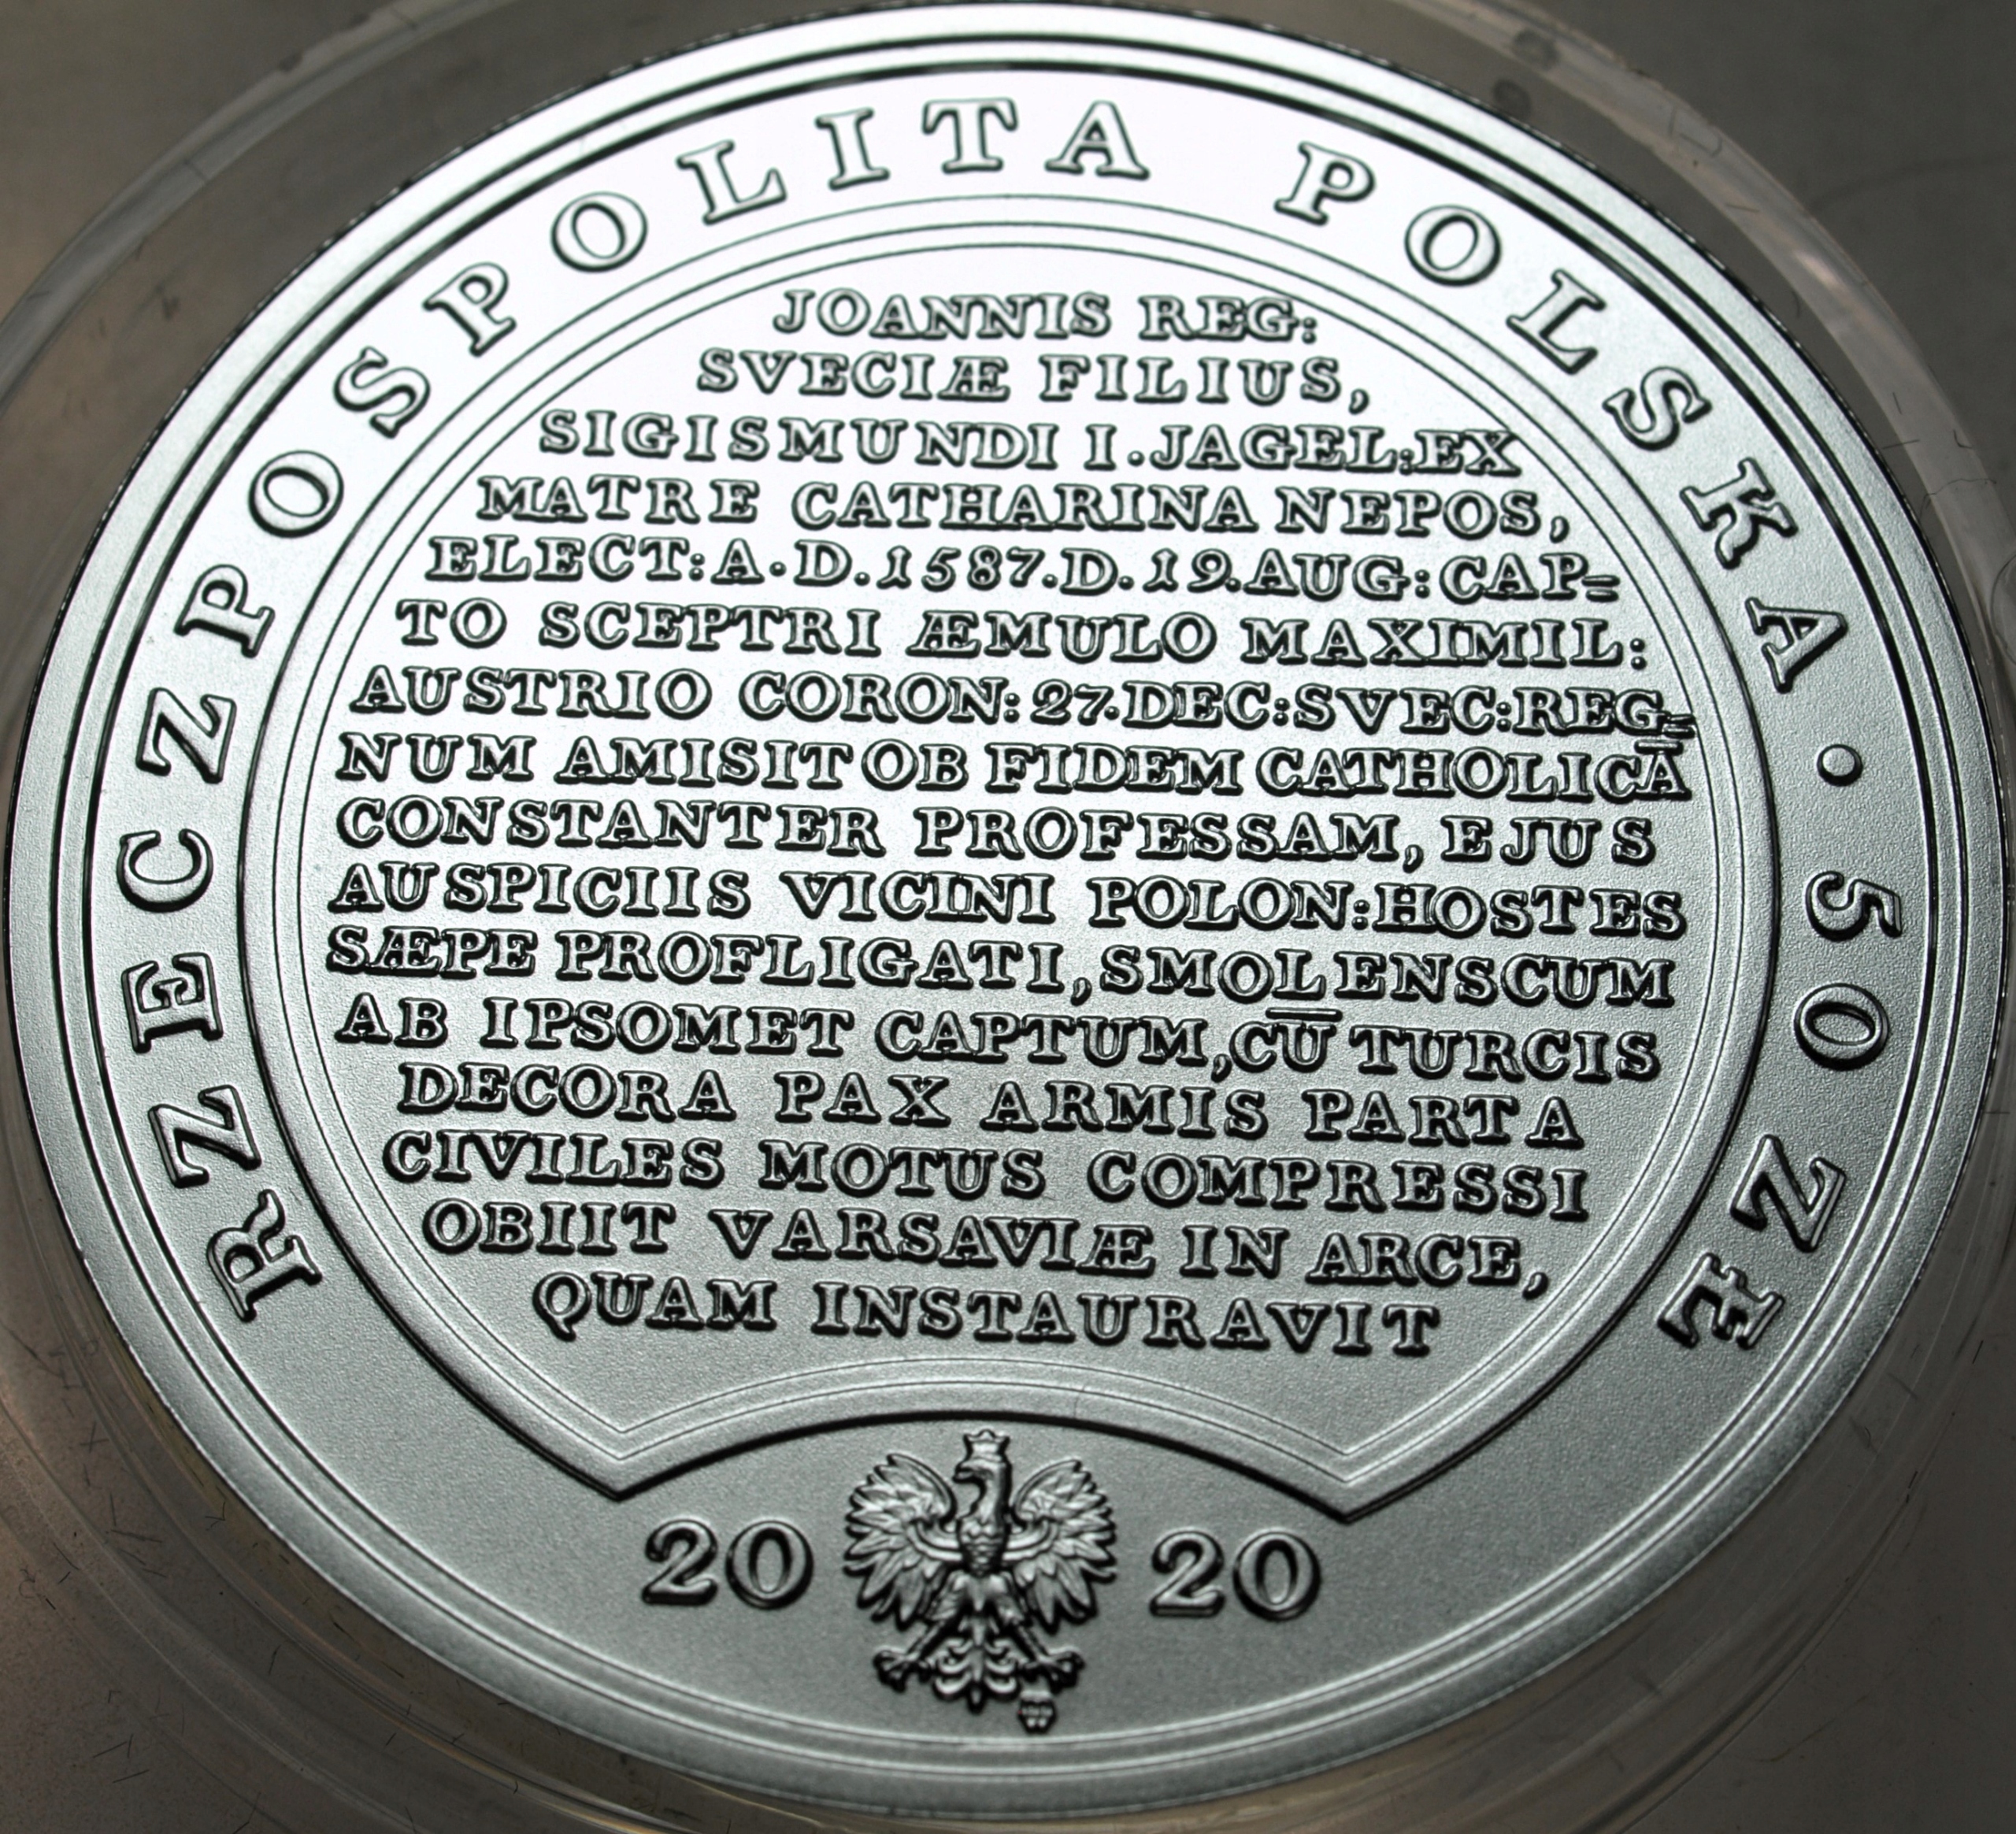 RZECZPOSPOLITA POLSKA · 50 ZŁ
JOANNIS REG:
SVECIÆ FILIUS,
SIGISMUNDI I. JAGEL: EX
MATRE CATHARINA NEPOS,
ELECT: A. D. 1587. D. 19. AUG: CAP=
TO SCEPTRI ÆMULO MAXIMIL:
AUSTRIO CORON: 27. DEC: SVEC: REG=
NUM AMISIT OB FIDEM CATHOLICĀ
CONSTANTER PROFESSAM, EJUS
AUSPICIIS VICINI POLON: HOSTES
SÆPE PROFLIGATI, SMOLENSCUM
AB IPSOMET CAPTUM, CŪ TURCIS
DECORA PAX ARMIS PARTA
CIVILES MOTUS COMPRESSI
OBIIT VARSAVIÆ IN ARCE,
QUAM INSTAURAVIT
20 20